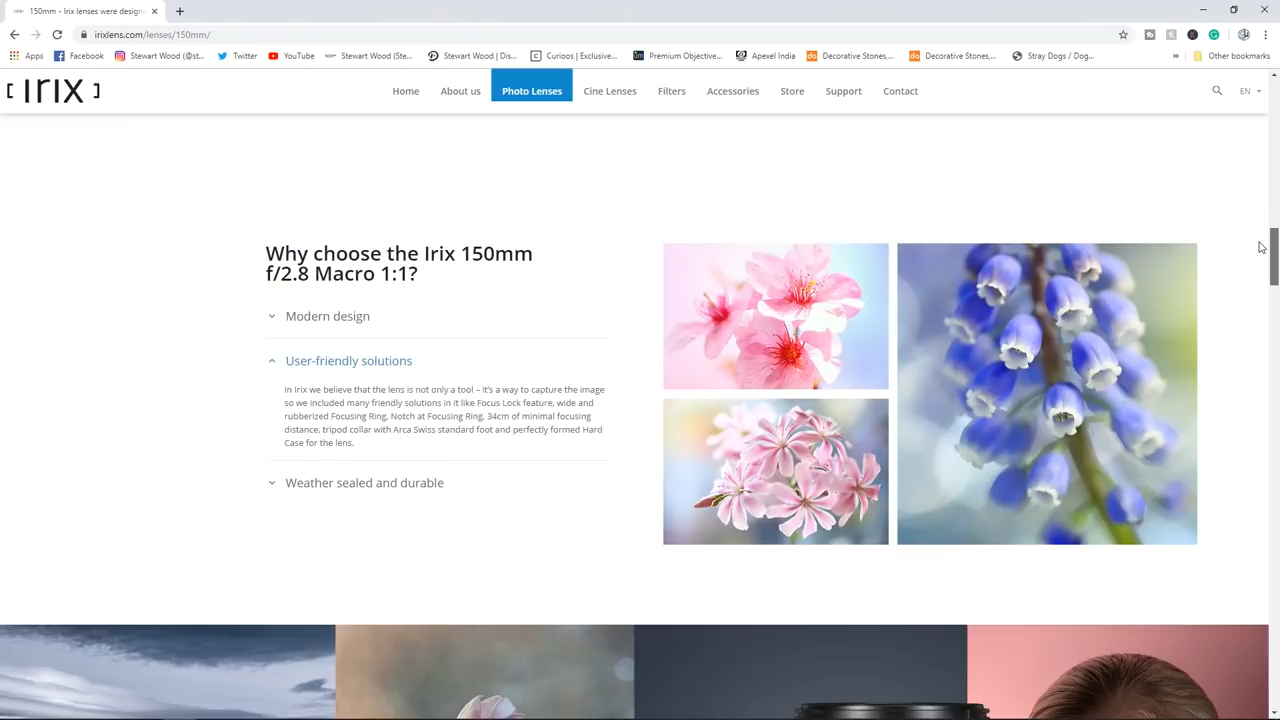 150mm - Irix lenses were design
irixlens.com/lenses/150mm/
Apps Facebook Stewart Wood (@st... Twitter YouTube Stewart Wood (Ste... Stewart Wood | Dis... Curioos | Exclusive... Premium Objective... Apexel India Decorative Stones,... Decorative Stones,... Stray Dogs / Dog... » Other bookmarks
[ IRIX ]
Home About us Photo Lenses Cine Lenses Filters Accessories Store Support Contact EN
Why choose the Irix 150mm
f/2.8 Macro 1:1?
Modern design
User-friendly solutions
In Irix we believe that the lens is not only a tool – it's a way to capture the image
so we included many friendly solutions in it like Focus Lock feature, wide and
rubberized Focusing Ring, Notch at Focusing Ring, 34cm of minimal focusing
distance, tripod collar with Arca Swiss standard foot and perfectly formed Hard
Case for the lens.
Weather sealed and durable